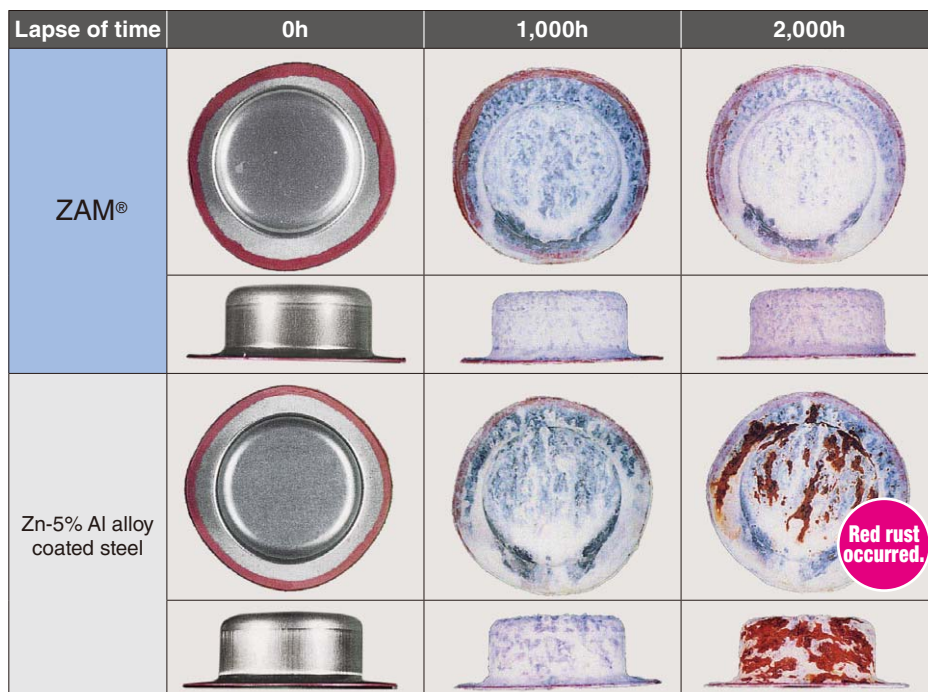 Lapse of time
0h
1,000h
2,000h
ZAM®
Zn-5% Al alloy
coated steel
Red rust
occurred.